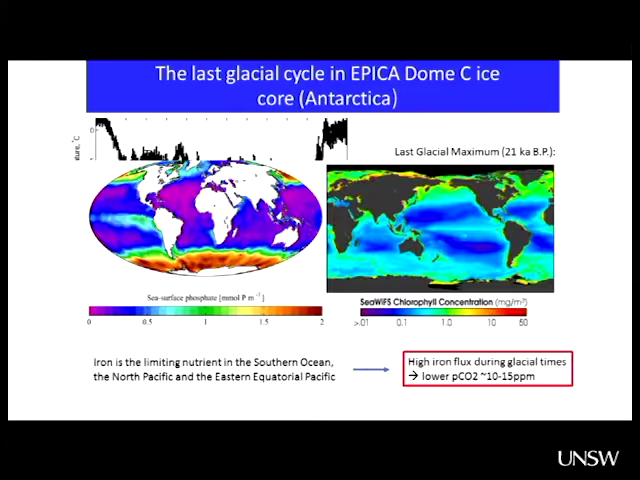 The last glacial cycle in EPICA Dome C ice
core (Antarctica)
0
ture, °C
Last Glacial Maximum (21 ka B.P.):
Sea-surface phosphate [mmol P m⁻¹]
0
0.5
1
1.5
2
SeaWiFS Chlorophyll Concentration (mg/m³)
>.01
0.1
1.0
10
50
Iron is the limiting nutrient in the Southern Ocean,
the North Pacific and the Eastern Equatorial Pacific
High iron flux during glacial times
→ lower pCO2 ~10-15ppm
UNSW